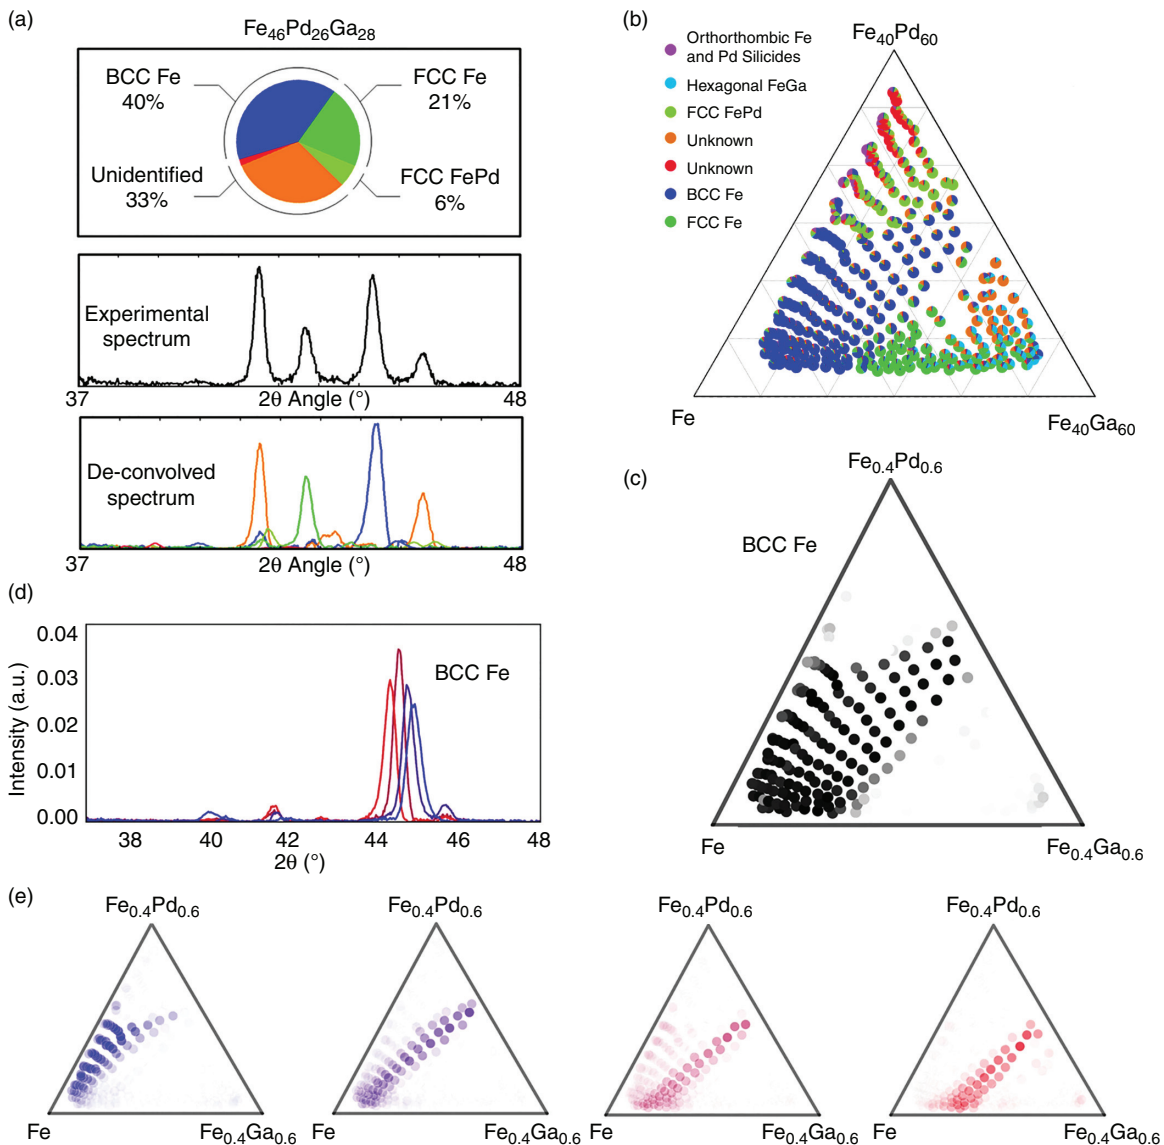 (a)
Fe46Pd26Ga28
BCC Fe
40%
FCC Fe
21%
Unidentified
33%
FCC FePd
6%
Experimental
spectrum
37
2θ Angle (°)
48
De-convolved
spectrum
37
2θ Angle (°)
48
(b)
Fe40Pd60
Orthorthombic Fe
and Pd Silicides
Hexagonal FeGa
FCC FePd
Unknown
Unknown
BCC Fe
FCC Fe
Fe
Fe40Ga60
(c)
Fe0.4Pd0.6
BCC Fe
Fe
Fe0.4Ga0.6
(d)
0.04
0.03
0.02
0.01
0.00
Intensity (a.u.)
BCC Fe
38
40
42
44
46
48
2θ (°)
(e)
Fe0.4Pd0.6
Fe
Fe0.4Ga0.6
Fe0.4Pd0.6
Fe
Fe0.4Ga0.6
Fe0.4Pd0.6
Fe
Fe0.4Ga0.6
Fe0.4Pd0.6
Fe
Fe0.4Ga0.6